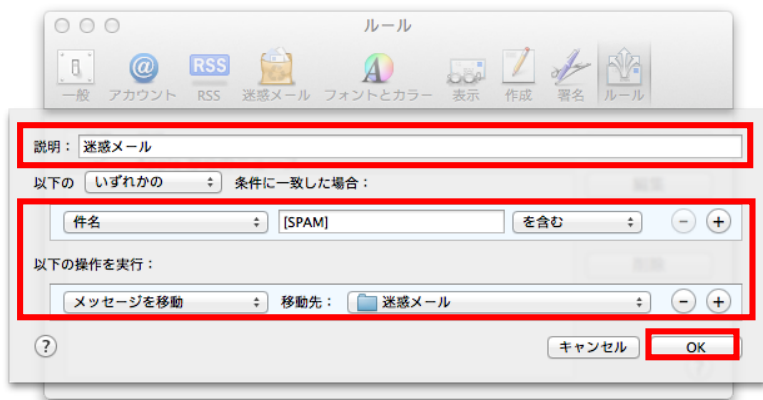 ルール
RSS
一般 アカウント RSS 迷惑メール フォントとカラー 表示 作成 署名 ルール
説明： 迷惑メール
以下の いずれかの 条件に一致した場合：
件名 [SPAM] を含む
以下の操作を実行：
メッセージを移動 移動先： 迷惑メール
? キャンセル OK